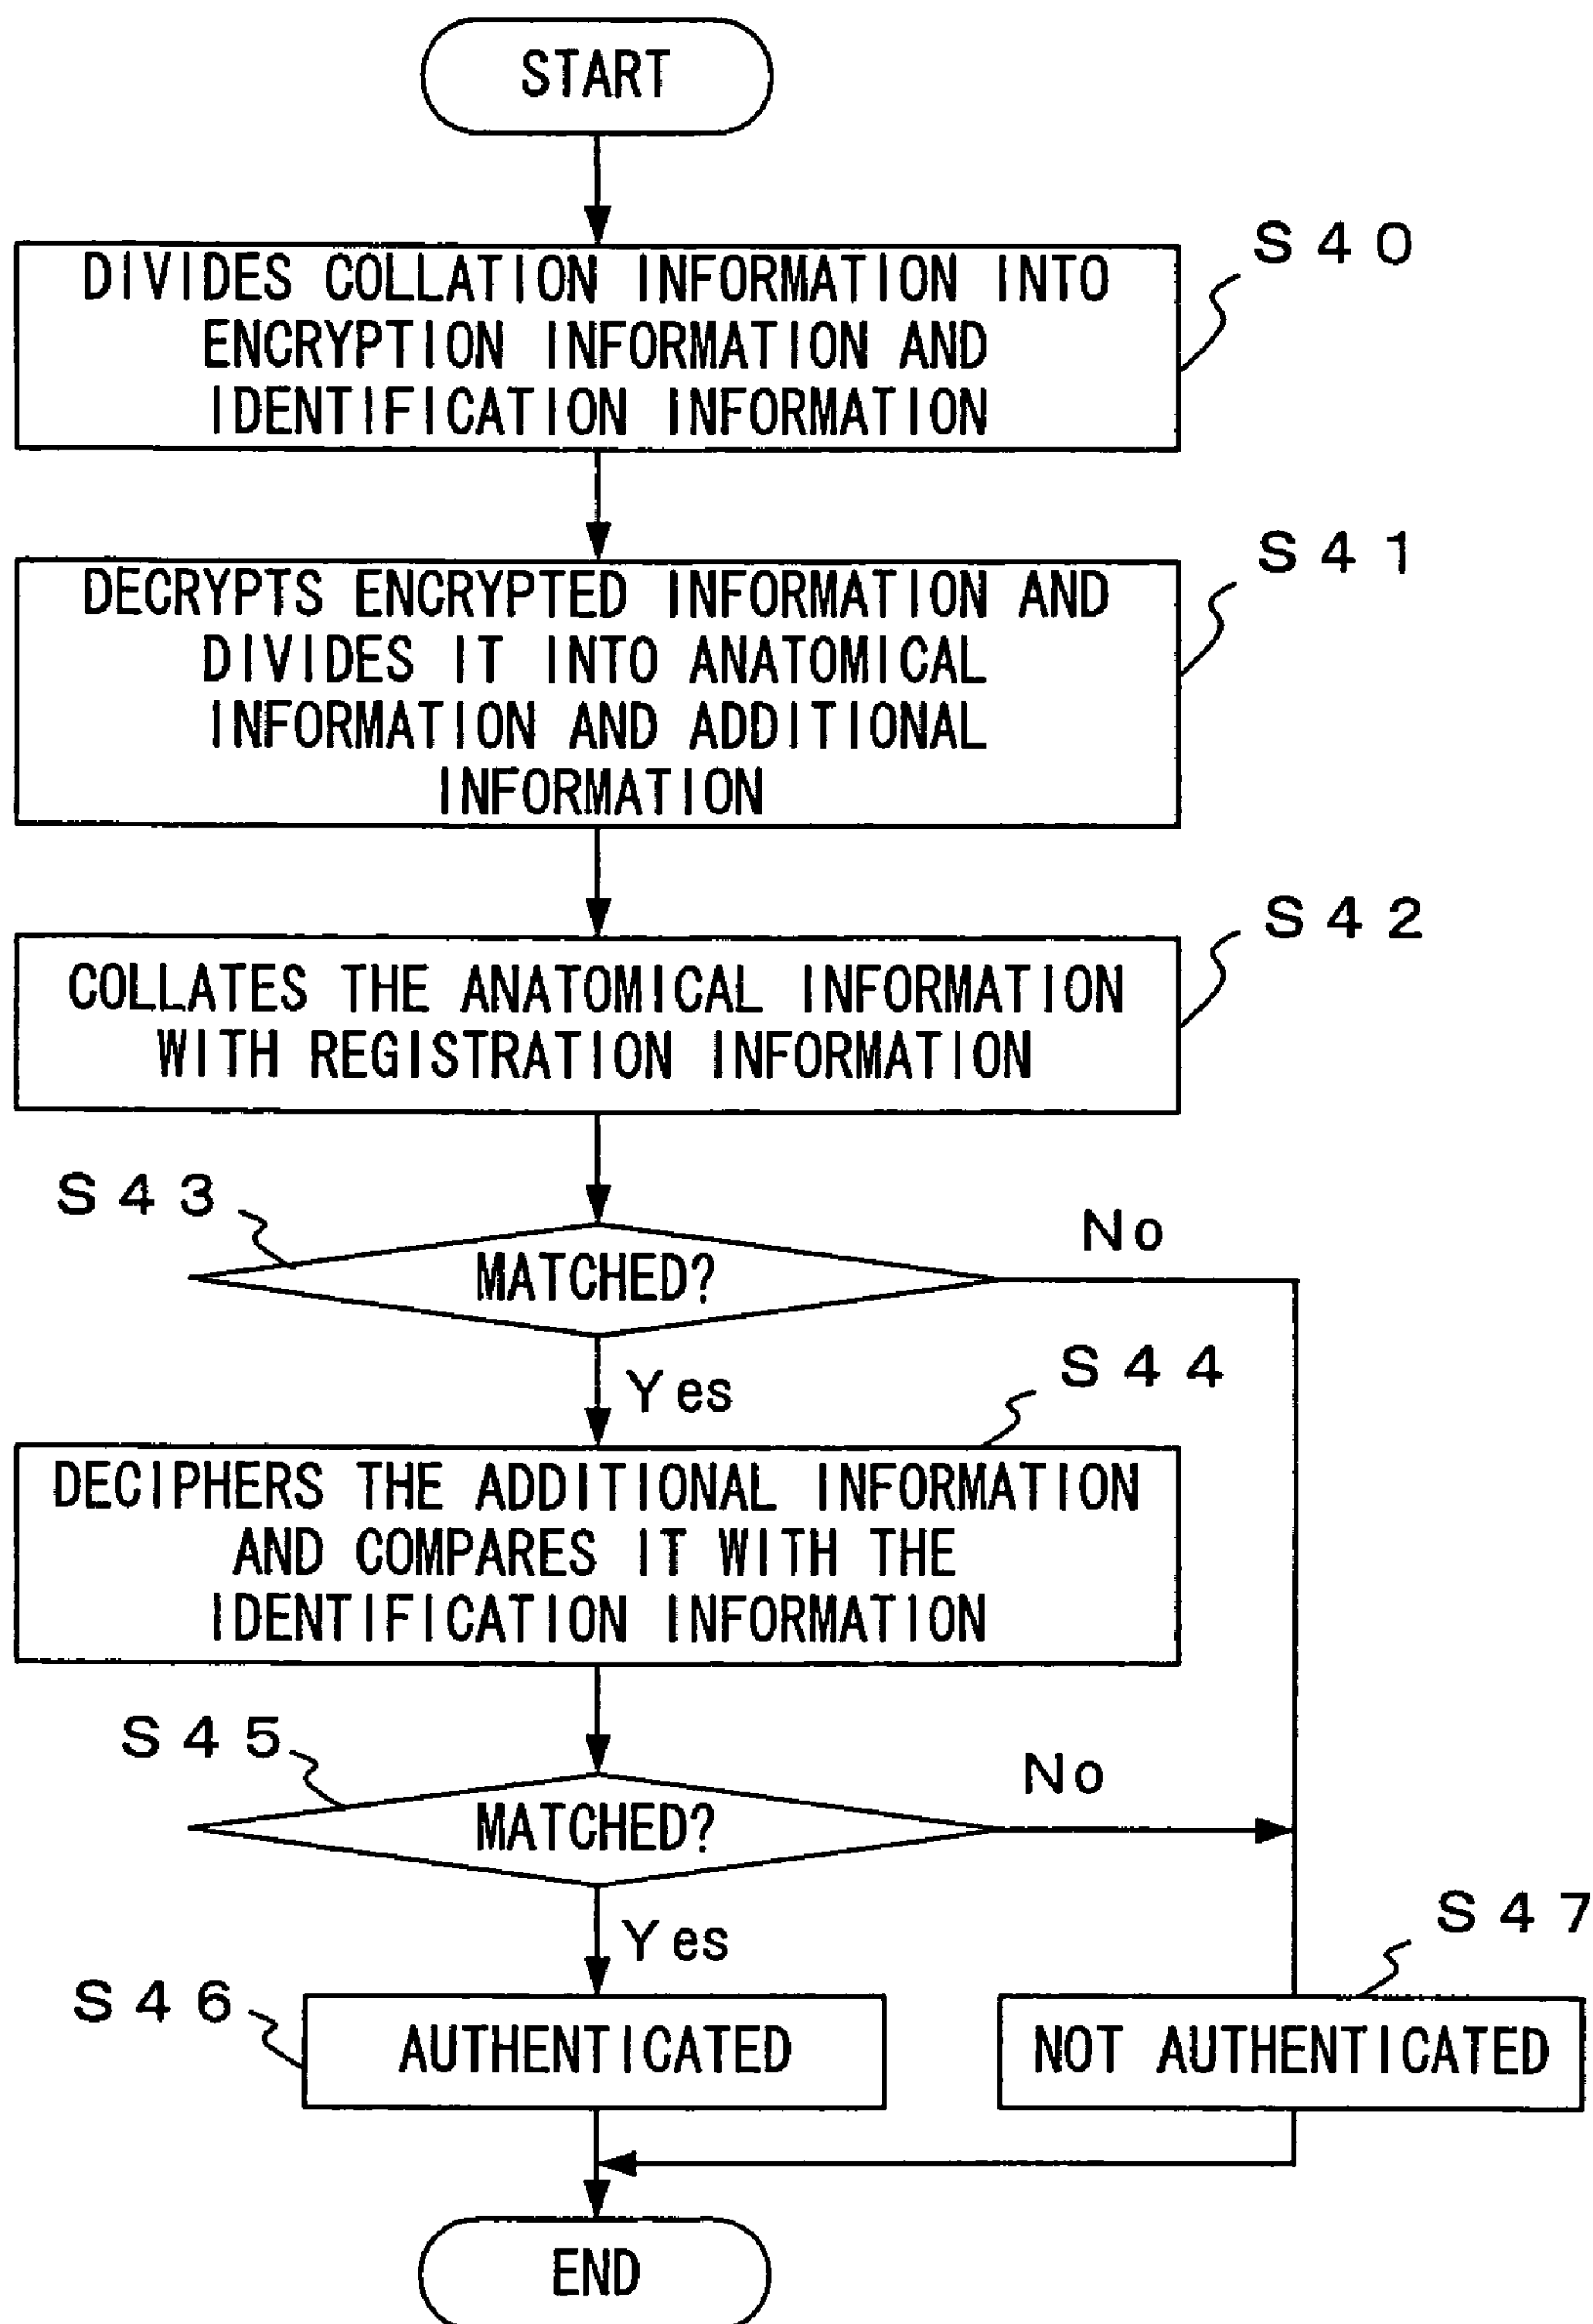 START
S40
DIVIDES COLLATION INFORMATION INTO
ENCRYPTION INFORMATION AND
IDENTIFICATION INFORMATION
S41
DECRYPTS ENCRYPTED INFORMATION AND
DIVIDES IT INTO ANATOMICAL
INFORMATION AND ADDITIONAL
INFORMATION
S42
COLLATES THE ANATOMICAL INFORMATION
WITH REGISTRATION INFORMATION
S43
MATCHED?
No
Yes
S44
DECIPHERS THE ADDITIONAL INFORMATION
AND COMPARES IT WITH THE
IDENTIFICATION INFORMATION
S45
MATCHED?
No
Yes
S46
AUTHENTICATED
S47
NOT AUTHENTICATED
END